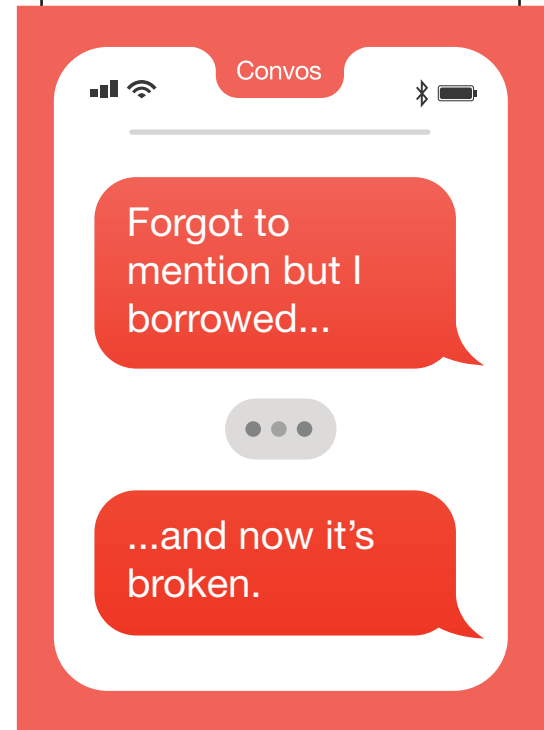 Convos
Forgot to
mention but I
borrowed...
...and now it's
broken.